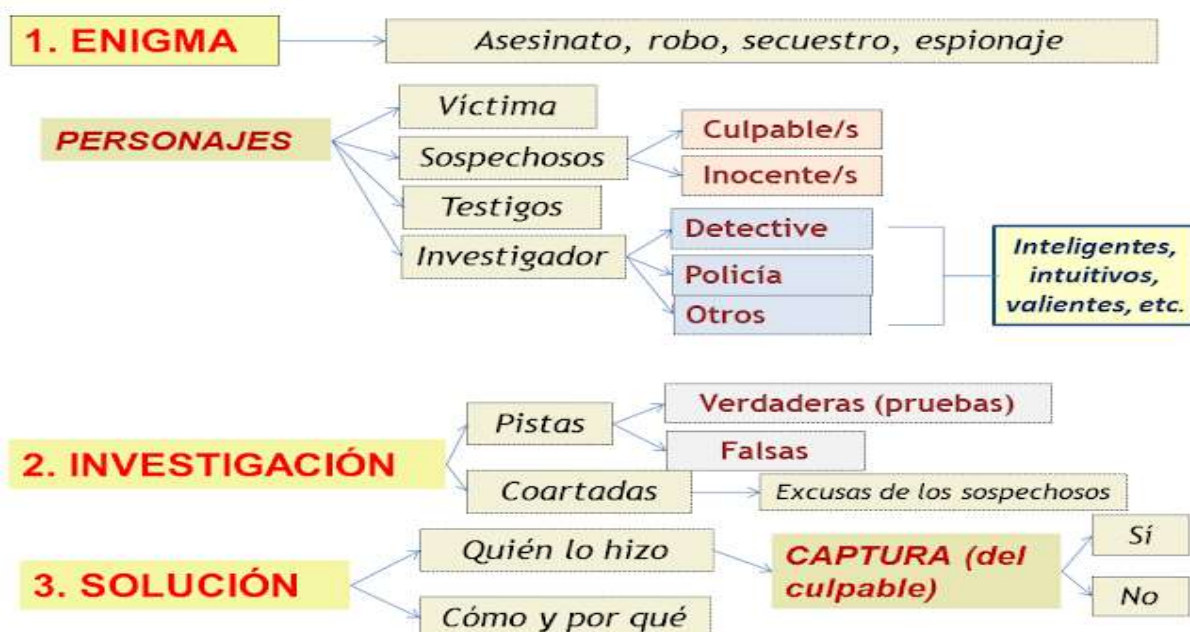 1. ENIGMA
Asesinato, robo, secuestro, espionaje
PERSONAJES
Víctima
Sospechosos
Culpable/s
Inocente/s
Testigos
Investigador
Detective
Policía
Otros
Inteligentes,
intuitivos,
valientes, etc.
2. INVESTIGACIÓN
Pistas
Verdaderas (pruebas)
Falsas
Coartadas
Excusas de los sospechosos
3. SOLUCIÓN
Quién lo hizo
CAPTURA (del
culpable)
Sí
No
Cómo y por qué